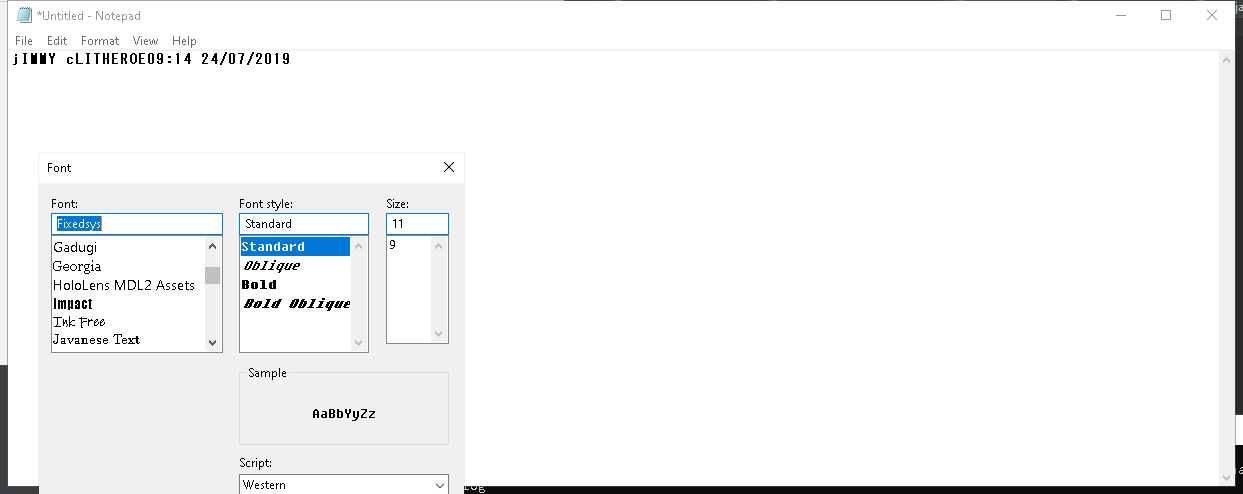 *Untitled - Notepad
File Edit Format View Help
jIMMY cLITHEROE09:14 24/07/2019
Font
Font: Font style: Size:
Fixedsys Standard 11
Gadugi Standard 9
Georgia Oblique
HoloLens MDL2 Assets Bold
Impact Bold Oblique
Ink Free
Javanese Text
Sample
AaBbYyZz
Script:
Western